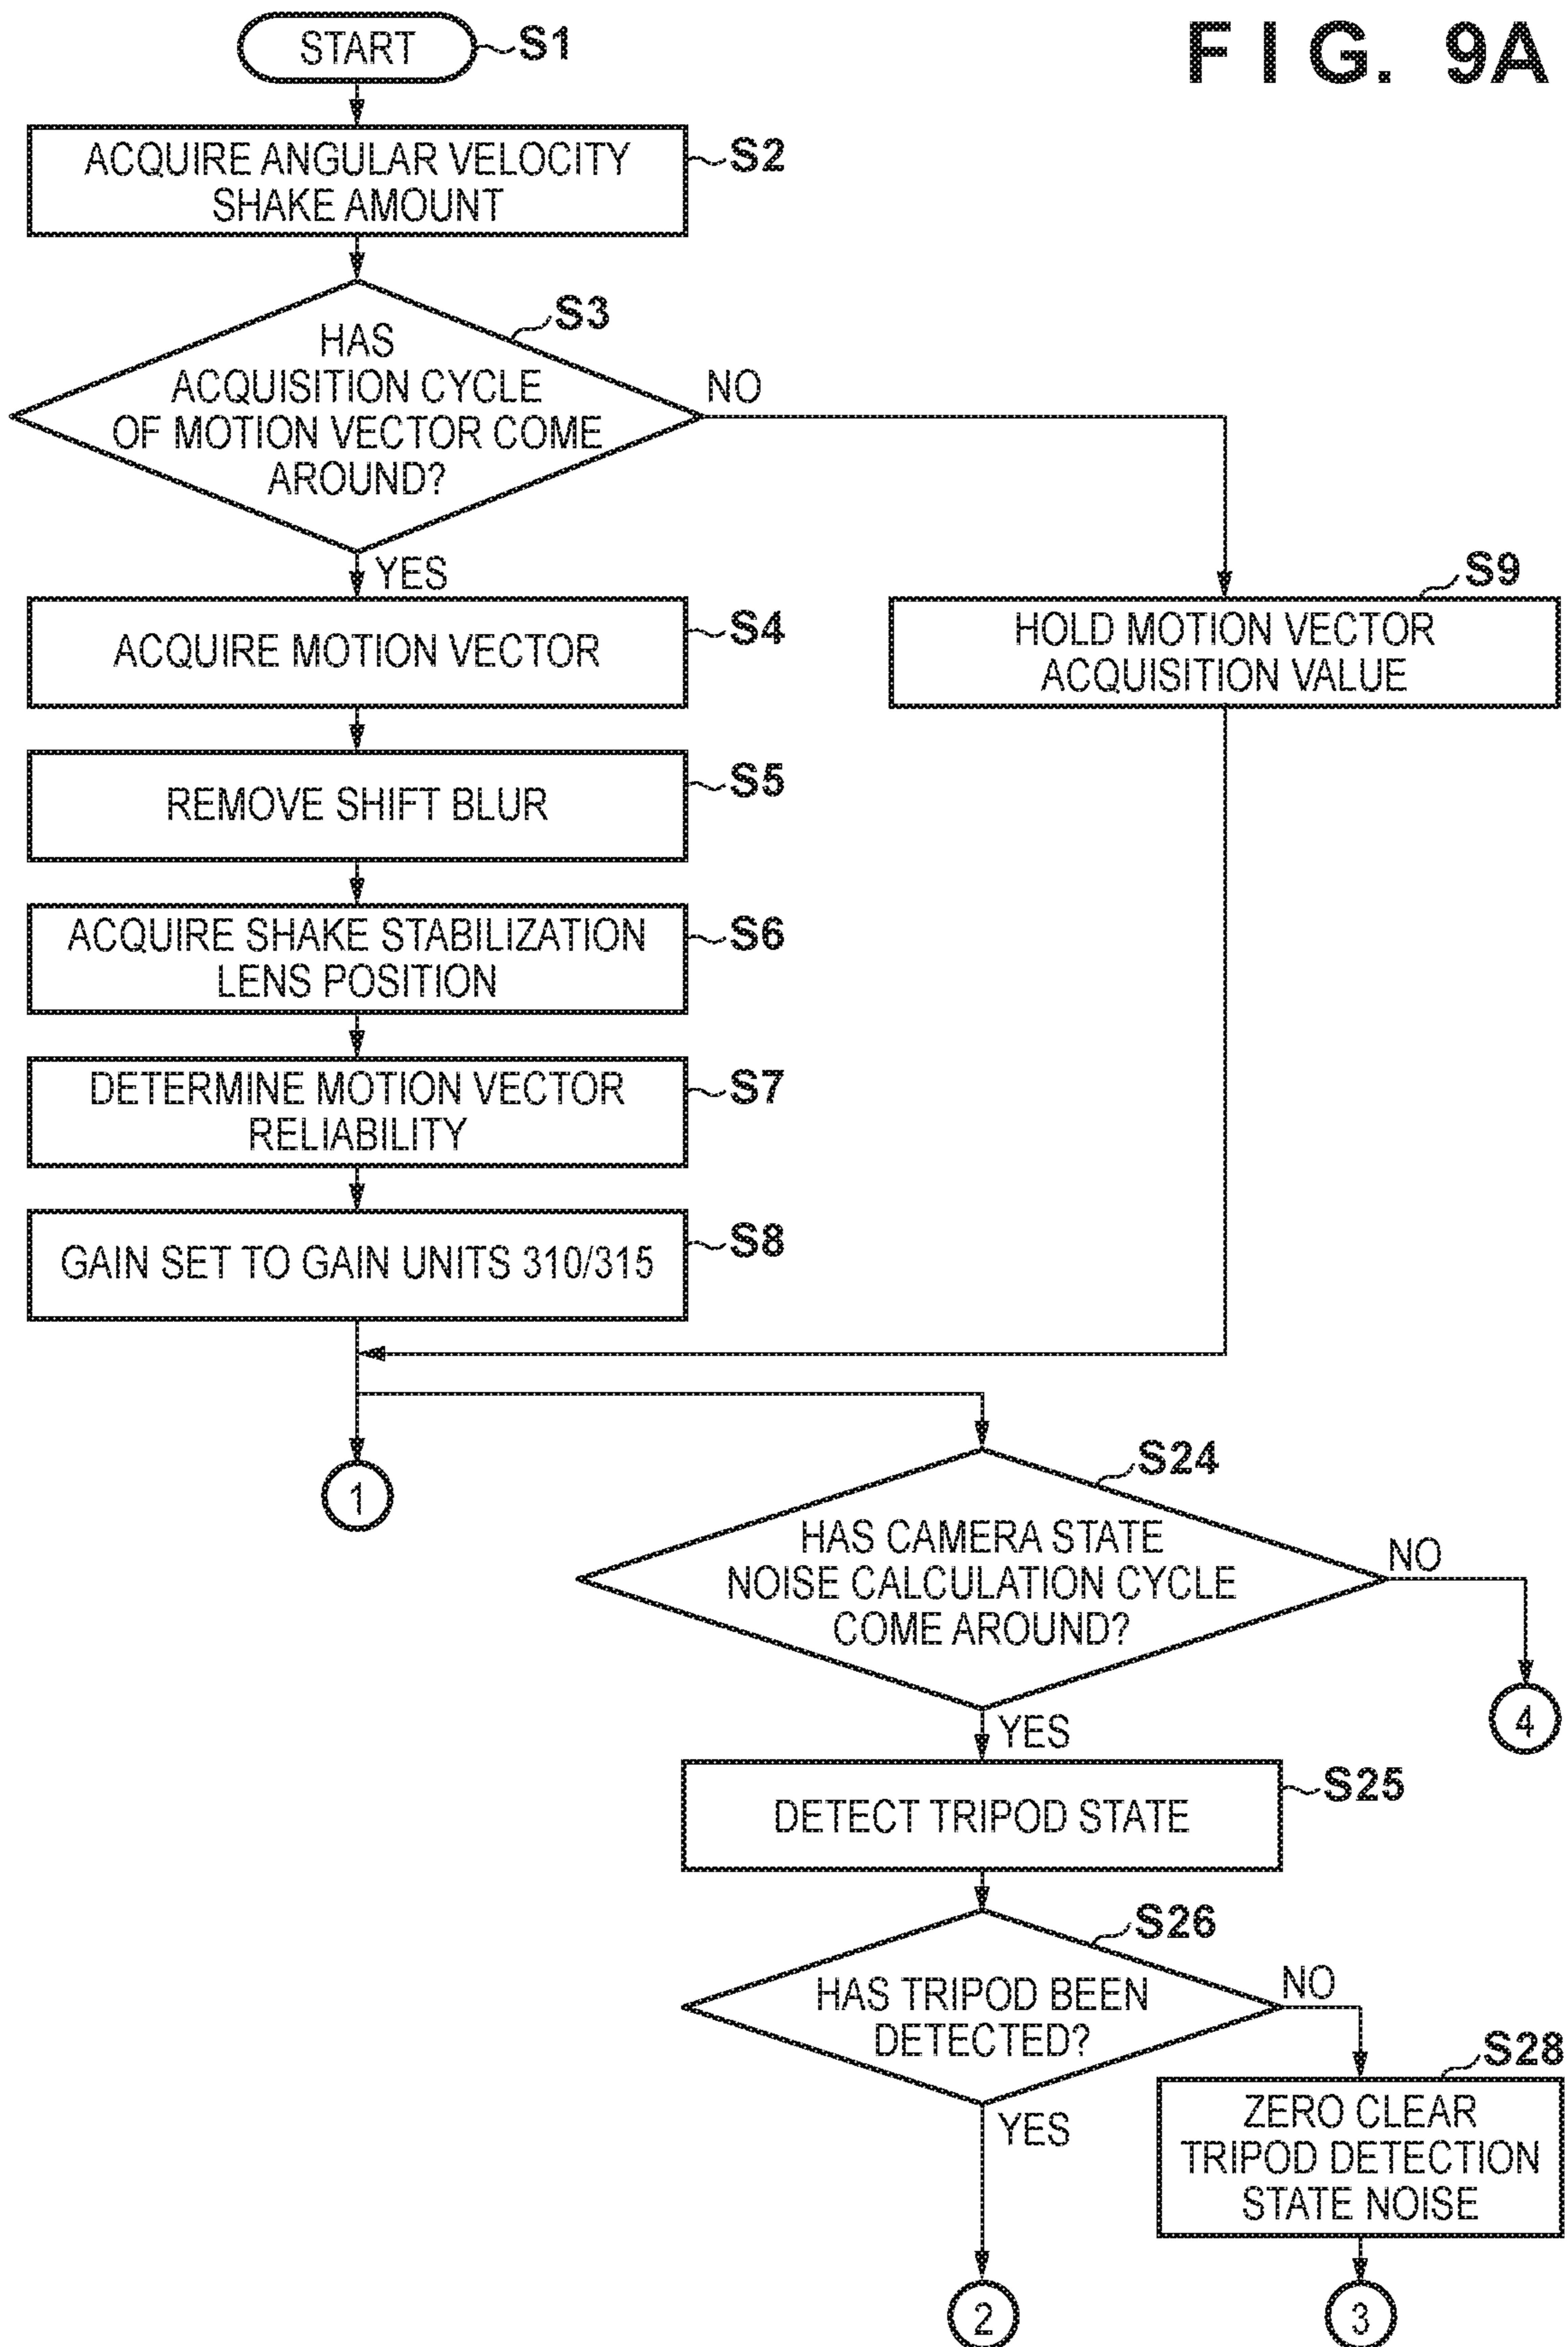 F I G. 9A
START
S1
ACQUIRE ANGULAR VELOCITY
SHAKE AMOUNT
S2
S3
HAS
ACQUISITION CYCLE
OF MOTION VECTOR COME
AROUND?
NO
YES
S9
ACQUIRE MOTION VECTOR
S4
HOLD MOTION VECTOR
ACQUISITION VALUE
REMOVE SHIFT BLUR
S5
ACQUIRE SHAKE STABILIZATION
LENS POSITION
S6
DETERMINE MOTION VECTOR
RELIABILITY
S7
GAIN SET TO GAIN UNITS 310/315
S8
1
S24
HAS CAMERA STATE
NOISE CALCULATION CYCLE
COME AROUND?
NO
4
YES
DETECT TRIPOD STATE
S25
S26
HAS TRIPOD BEEN
DETECTED?
NO
YES
S28
ZERO CLEAR
TRIPOD DETECTION
STATE NOISE
2
3